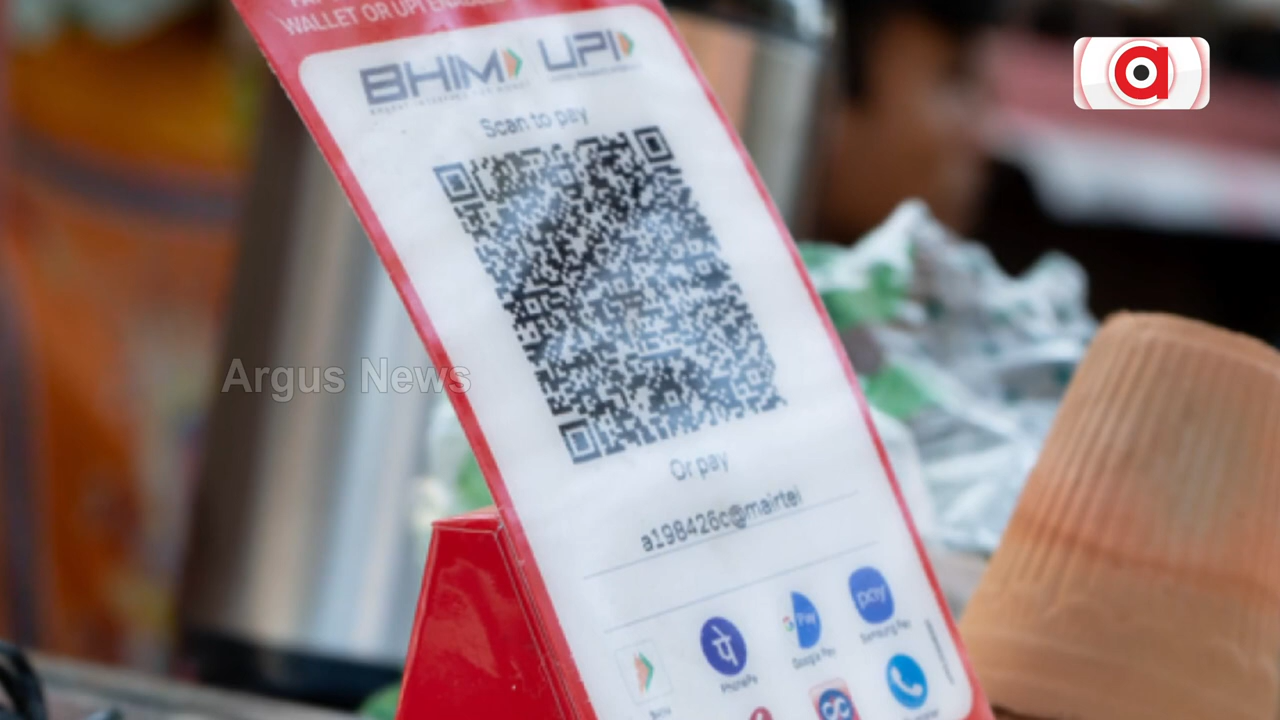 WALLET OR UPI ENABLED
BHIM UPI
Scan to pay
Argus News
Or pay
a198426c@mairtel
pay
G Pay
Samsung Pay
Google Pay
PhonePe